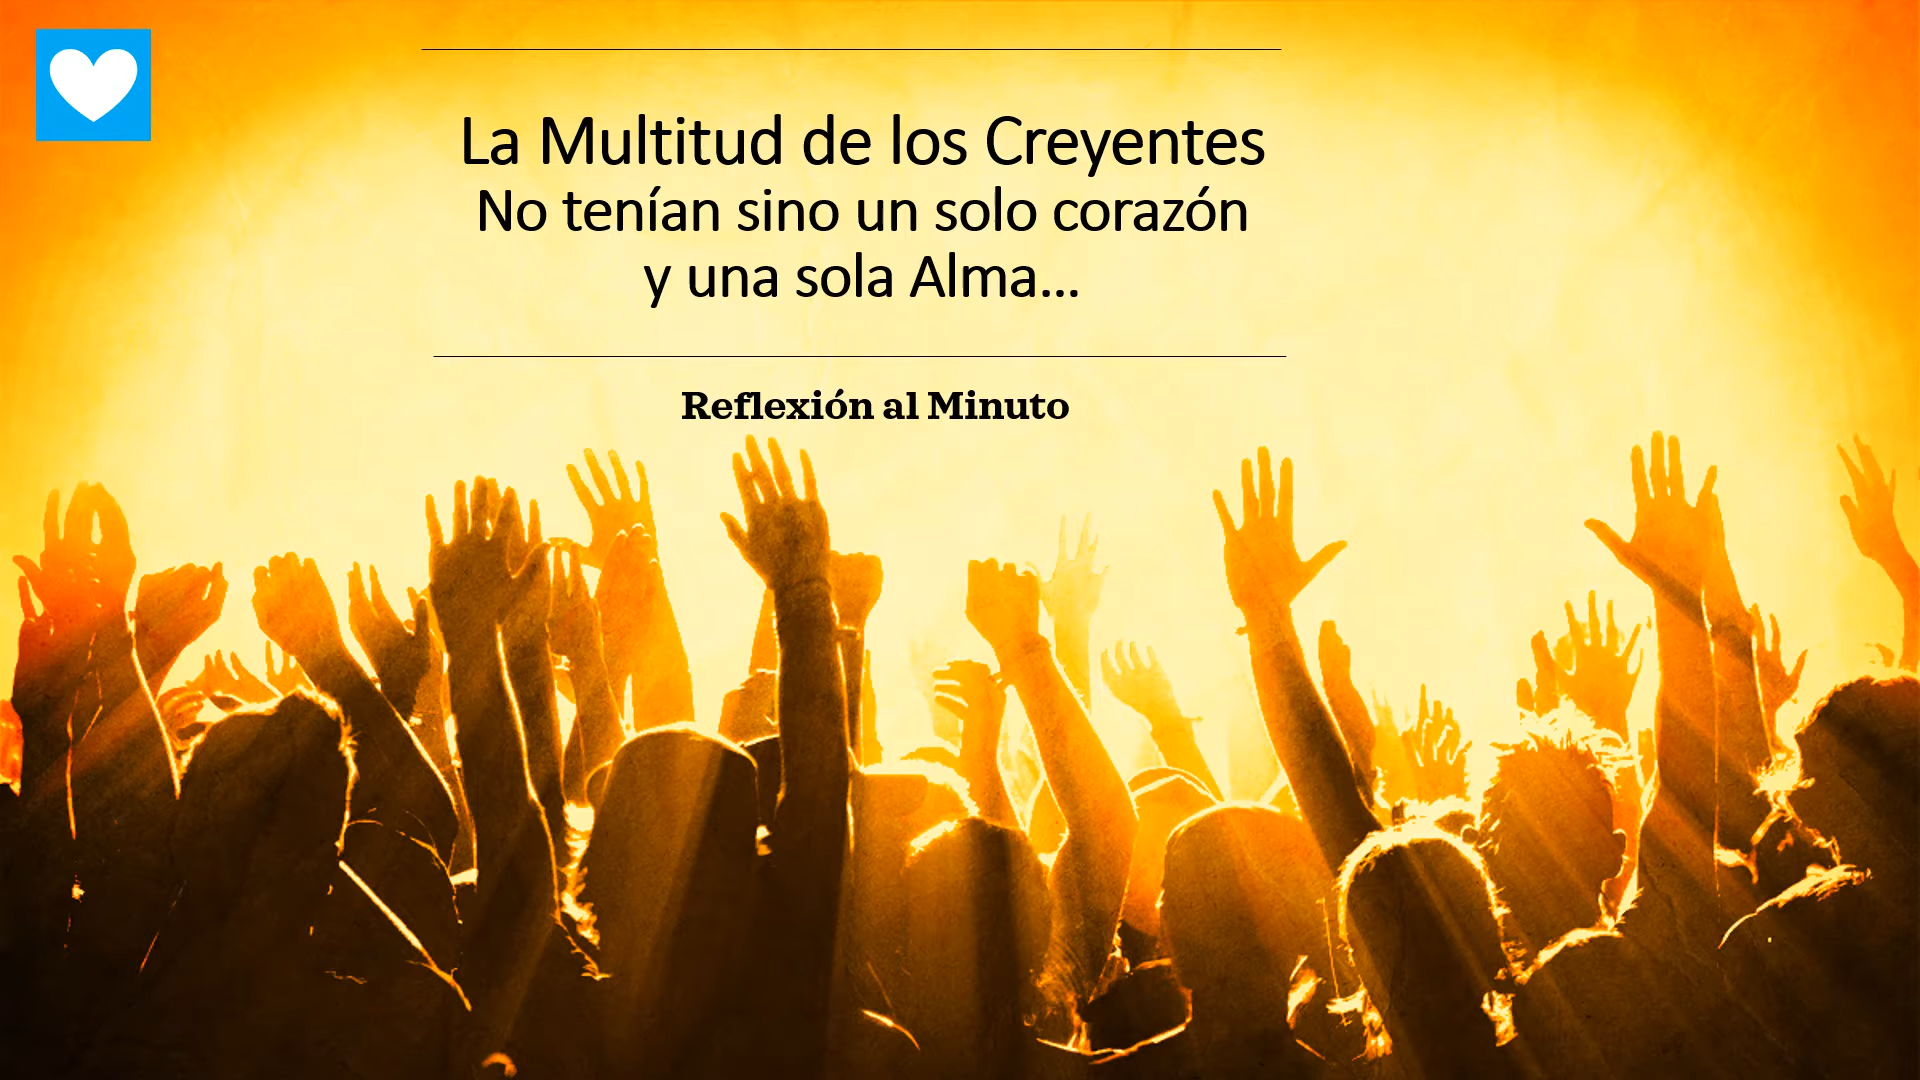 La Multitud de los Creyentes
No tenían sino un solo corazón
y una sola Alma...
Reflexión al Minuto